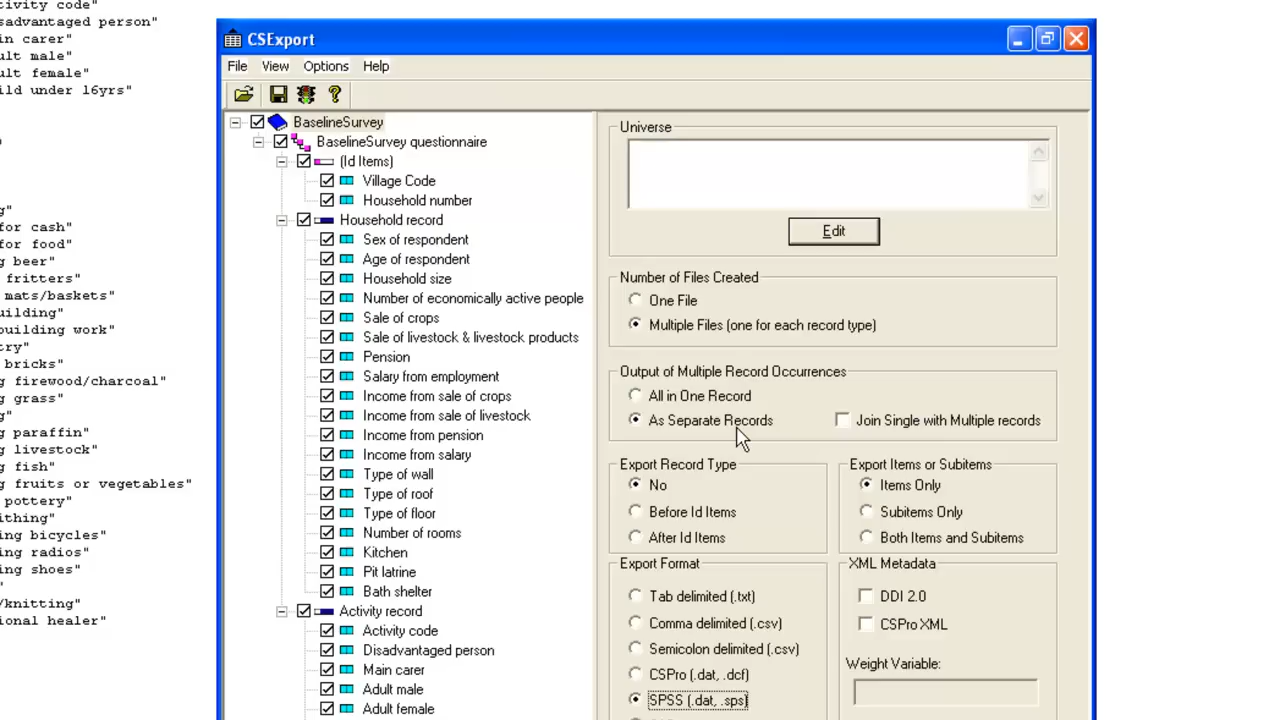 tivity code"
sadvantaged person"
in carer"
ult male"
ult female"
ild under 16yrs"
g"
for cash"
for food"
g beer"
fritters"
mats/baskets"
uilding"
building work"
try"
bricks"
g firewood/charcoal"
g grass"
g"
g paraffin"
g livestock"
g fish"
g fruits or vegetables"
pottery"
ithing"
ing bicycles"
ing radios"
ing shoes"
"
/knitting"
ional healer"
CSExport
File View Options Help
BaselineSurvey
BaselineSurvey questionnaire
(Id Items)
Village Code
Household number
Household record
Sex of respondent
Age of respondent
Household size
Number of economically active people
Sale of crops
Sale of livestock & livestock products
Pension
Salary from employment
Income from sale of crops
Income from sale of livestock
Income from pension
Income from salary
Type of wall
Type of roof
Type of floor
Number of rooms
Kitchen
Pit latrine
Bath shelter
Activity record
Activity code
Disadvantaged person
Main carer
Adult male
Adult female
Universe
Edit
Number of Files Created
One File
Multiple Files (one for each record type)
Output of Multiple Record Occurrences
All in One Record
As Separate Records
Join Single with Multiple records
Export Record Type
No
Before Id Items
After Id Items
Export Items or Subitems
Items Only
Subitems Only
Both Items and Subitems
Export Format
Tab delimited (.txt)
Comma delimited (.csv)
Semicolon delimited (.csv)
CSPro (.dat, .dcf)
SPSS (.dat, .sps)
XML Metadata
DDI 2.0
CSPro XML
Weight Variable: